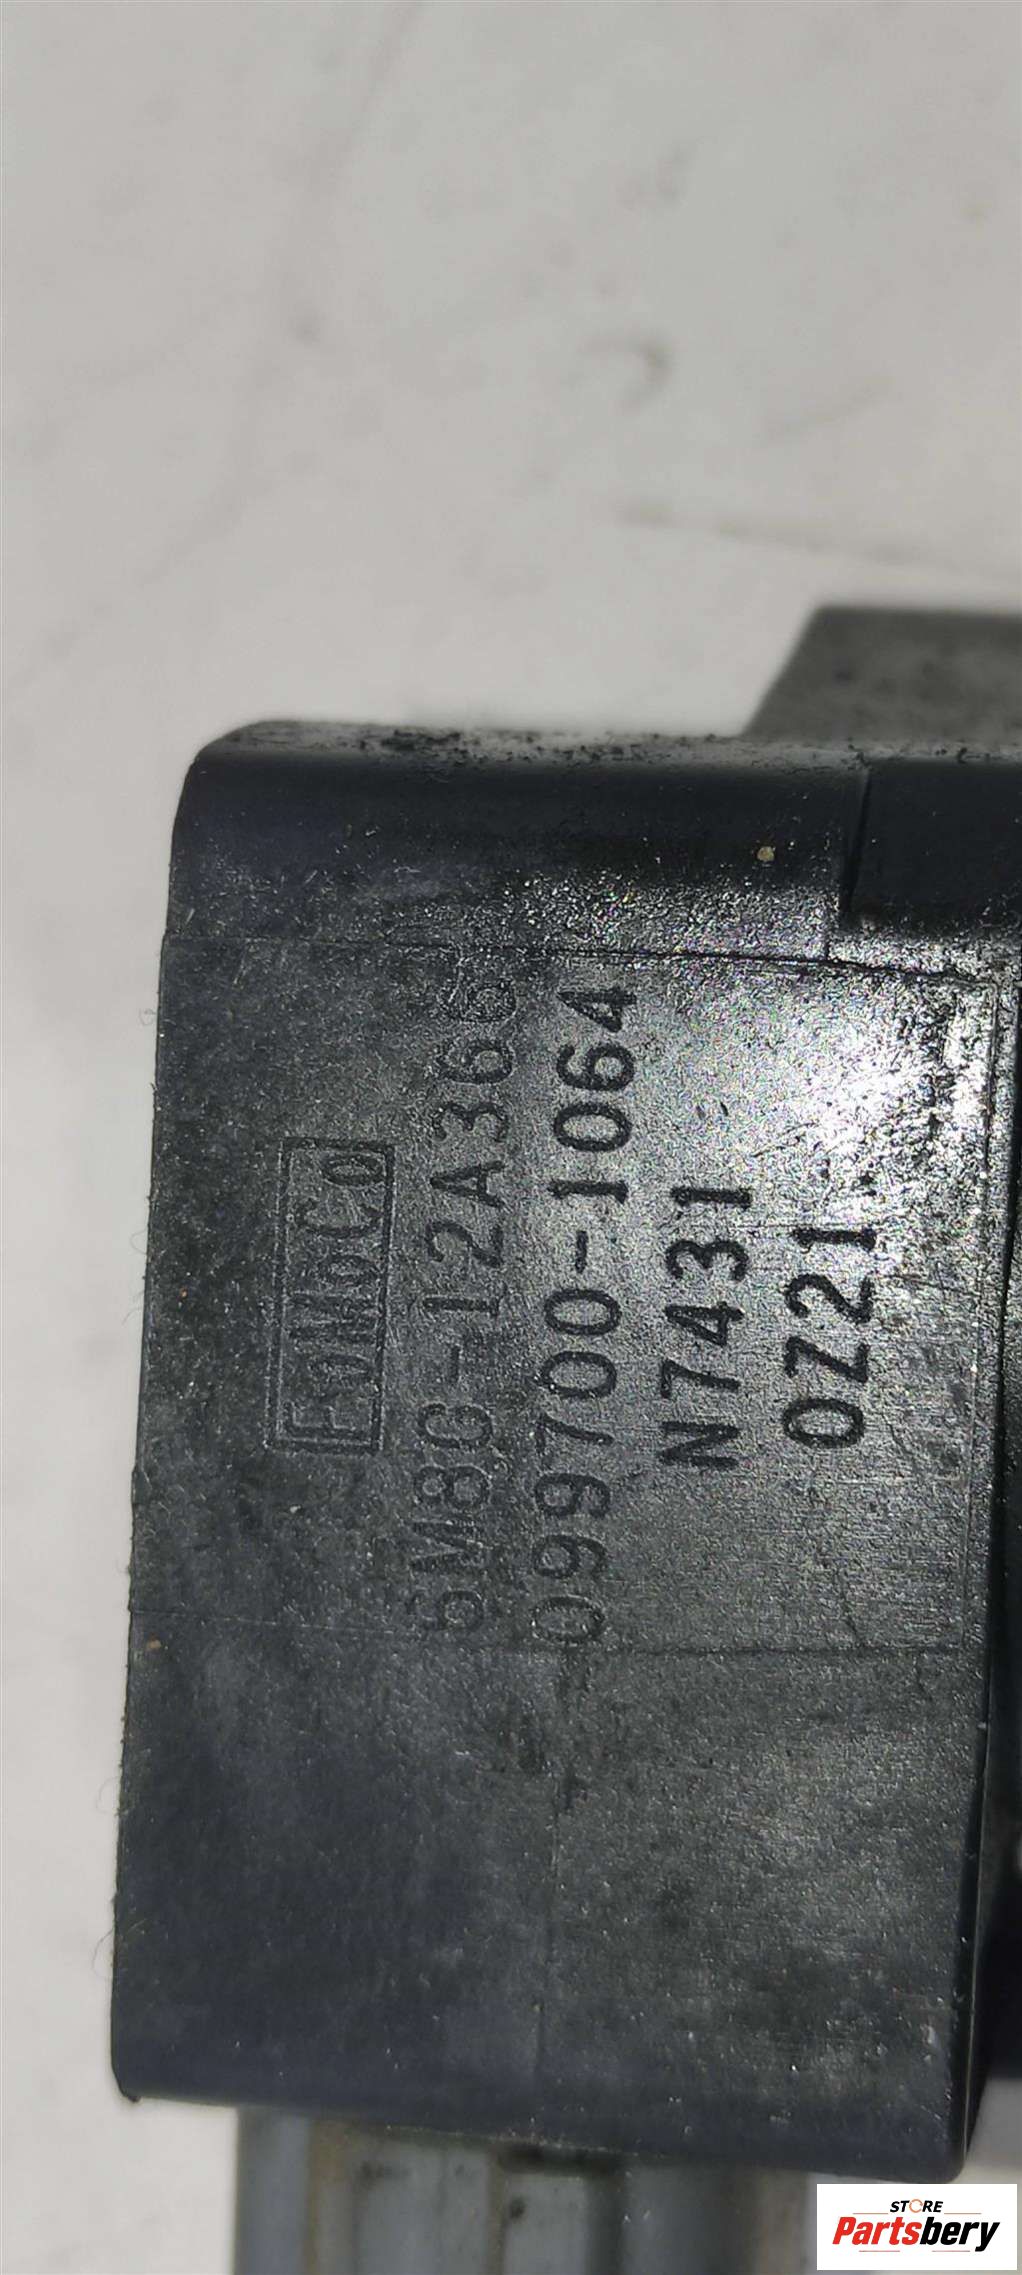 FoMoCo
6M8G-12A366
099700-1064
N7431
0Z21
STORE
Partsbery